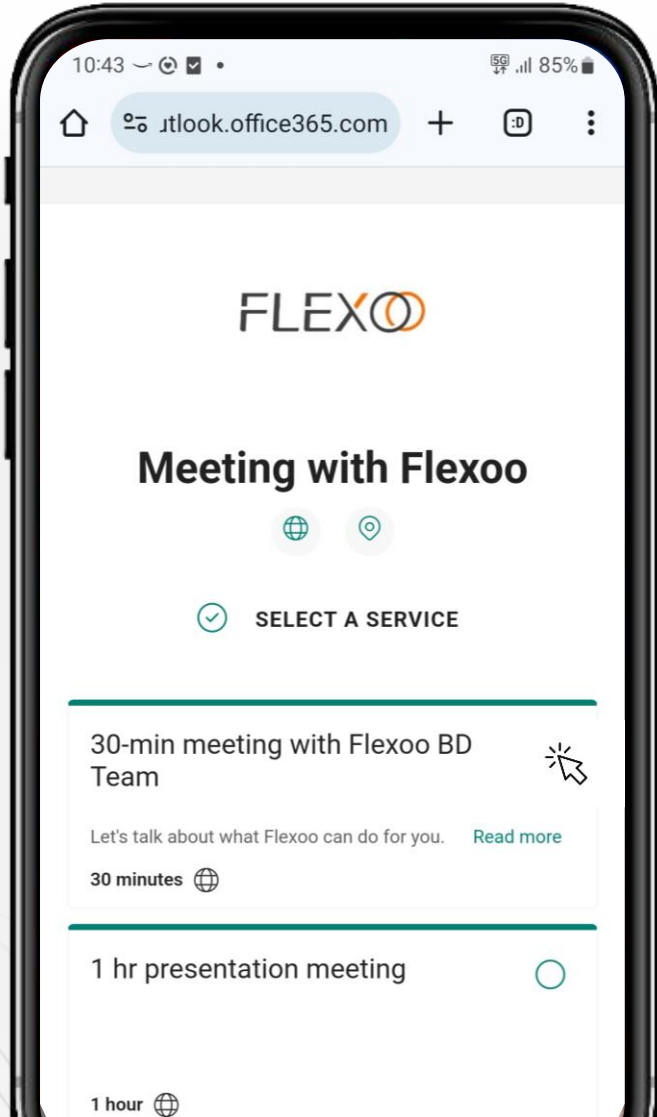 10:43
5G
85%
utlook.office365.com
:D
FLEXOO
Meeting with Flexoo
SELECT A SERVICE
30-min meeting with Flexoo BD
Team
Let's talk about what Flexoo can do for you. Read more
30 minutes
1 hr presentation meeting
1 hour